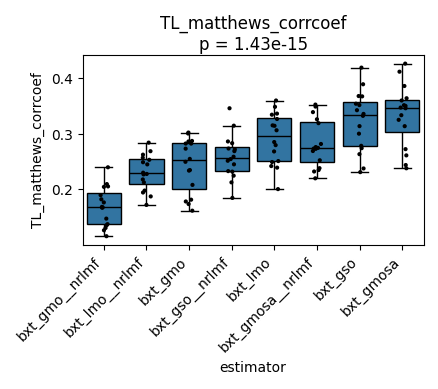 TL_matthews_corrcoef
p = 1.43e-15
TL_matthews_corrcoef
0.4
0.3
0.2
bxt_gmo__nrlmf
bxt_lmo__nrlmf
bxt_gmo
bxt_gso__nrlmf
bxt_lmo
bxt_gmosa__nrlmf
bxt_gso
bxt_gmosa
estimator